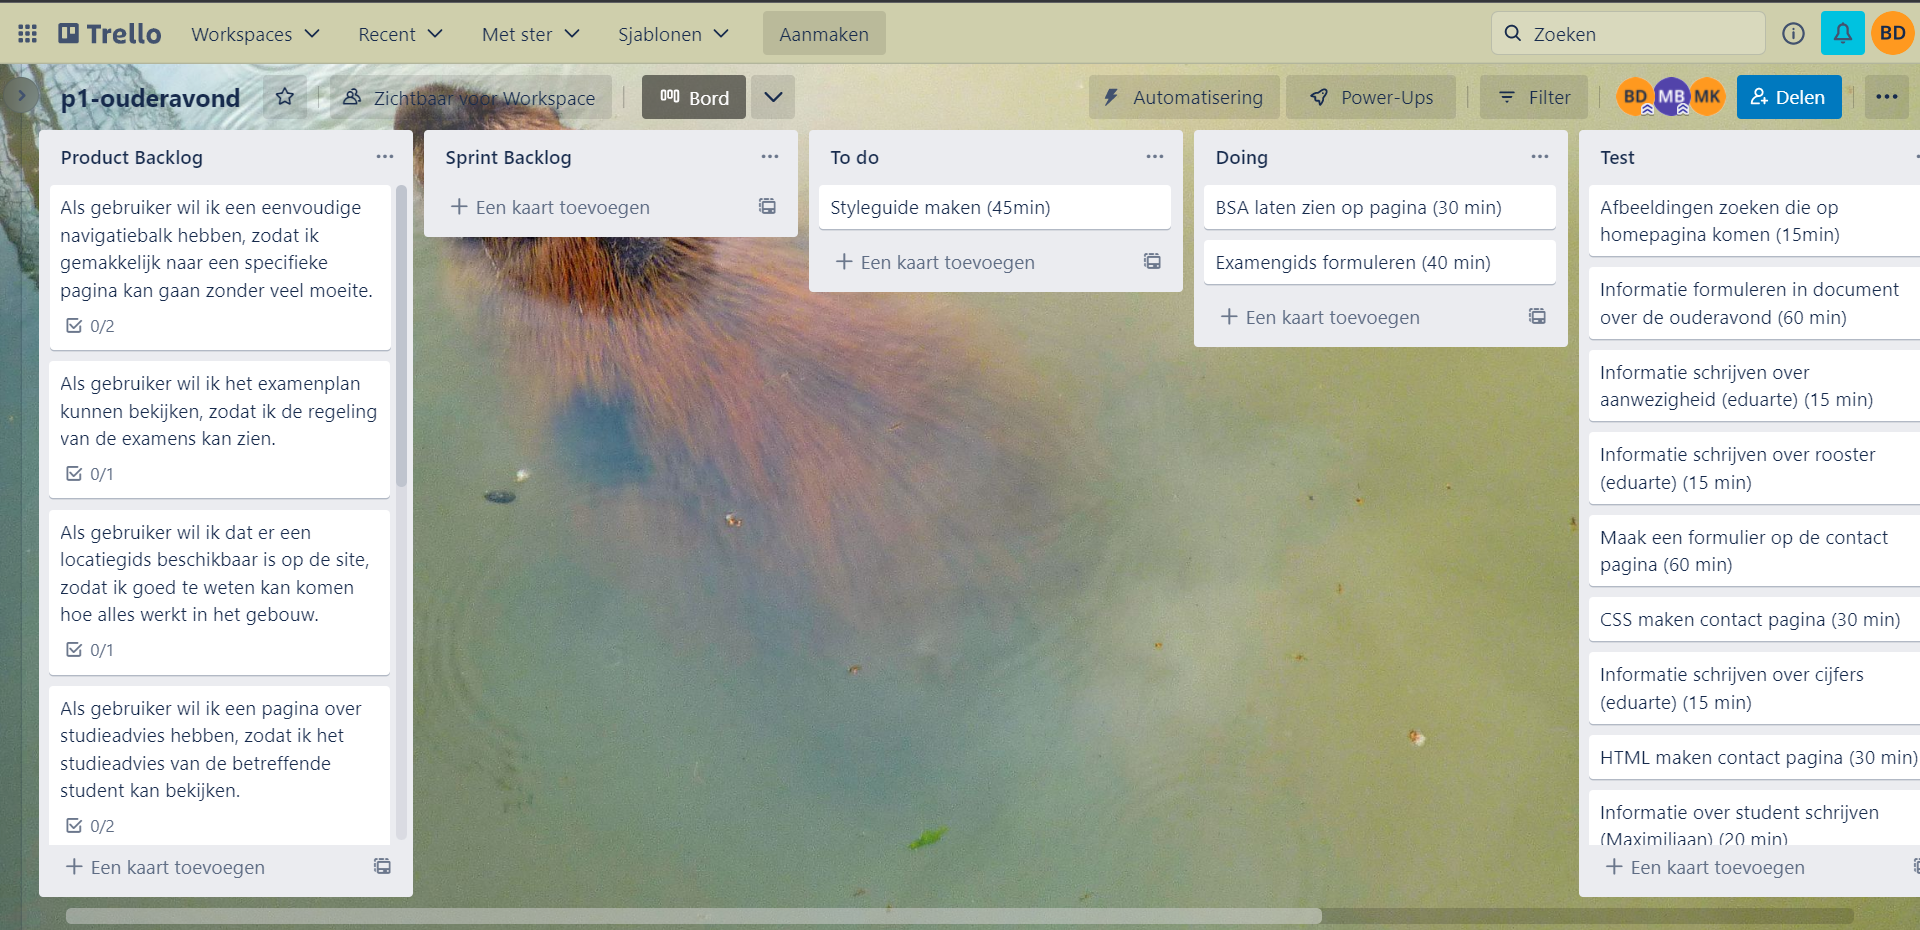 Trello
Workspaces
Recent
Met ster
Sjablonen
Aanmaken
Zoeken
BD
p1-ouderavond
Zichtbaar voor Workspace
Bord
Automatisering
Power-Ups
Filter
BD
MB
MK
Delen
Product Backlog
Als gebruiker wil ik een eenvoudige
navigatiebalk hebben, zodat ik
gemakkelijk naar een specifieke
pagina kan gaan zonder veel moeite.
0/2
Als gebruiker wil ik het examenplan
kunnen bekijken, zodat ik de regeling
van de examens kan zien.
0/1
Als gebruiker wil ik dat er een
locatiegids beschikbaar is op de site,
zodat ik goed te weten kan komen
hoe alles werkt in het gebouw.
0/1
Als gebruiker wil ik een pagina over
studieadvies hebben, zodat ik het
studieadvies van de betreffende
student kan bekijken.
0/2
+ Een kaart toevoegen
Sprint Backlog
+ Een kaart toevoegen
To do
Styleguide maken (45min)
+ Een kaart toevoegen
Doing
BSA laten zien op pagina (30 min)
Examengids formuleren (40 min)
+ Een kaart toevoegen
Test
Afbeeldingen zoeken die op
homepagina komen (15min)
Informatie formuleren in document
over de ouderavond (60 min)
Informatie schrijven over
aanwezigheid (eduarte) (15 min)
Informatie schrijven over rooster
(eduarte) (15 min)
Maak een formulier op de contact
pagina (60 min)
CSS maken contact pagina (30 min)
Informatie schrijven over cijfers
(eduarte) (15 min)
HTML maken contact pagina (30 min)
Informatie over student schrijven
(Maximiliaan) (20 min)
+ Een kaart toevoegen